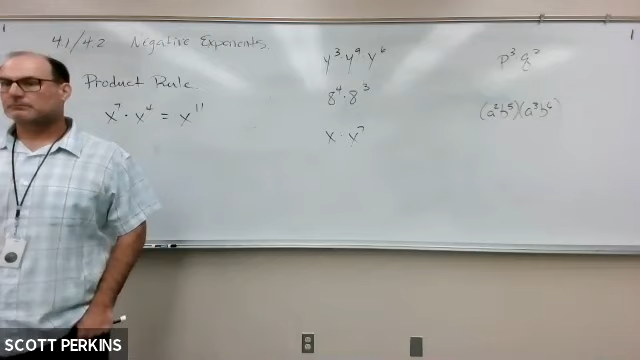 4.1/4.2 Negative Exponents.
Product Rule.
x⁷ · x⁴ = x¹¹
y³ · y⁹ · y⁶
8⁴ · 8³
x · x⁷
p³ q²
(a²b⁵)(a³b⁶)
SCOTT PERKINS